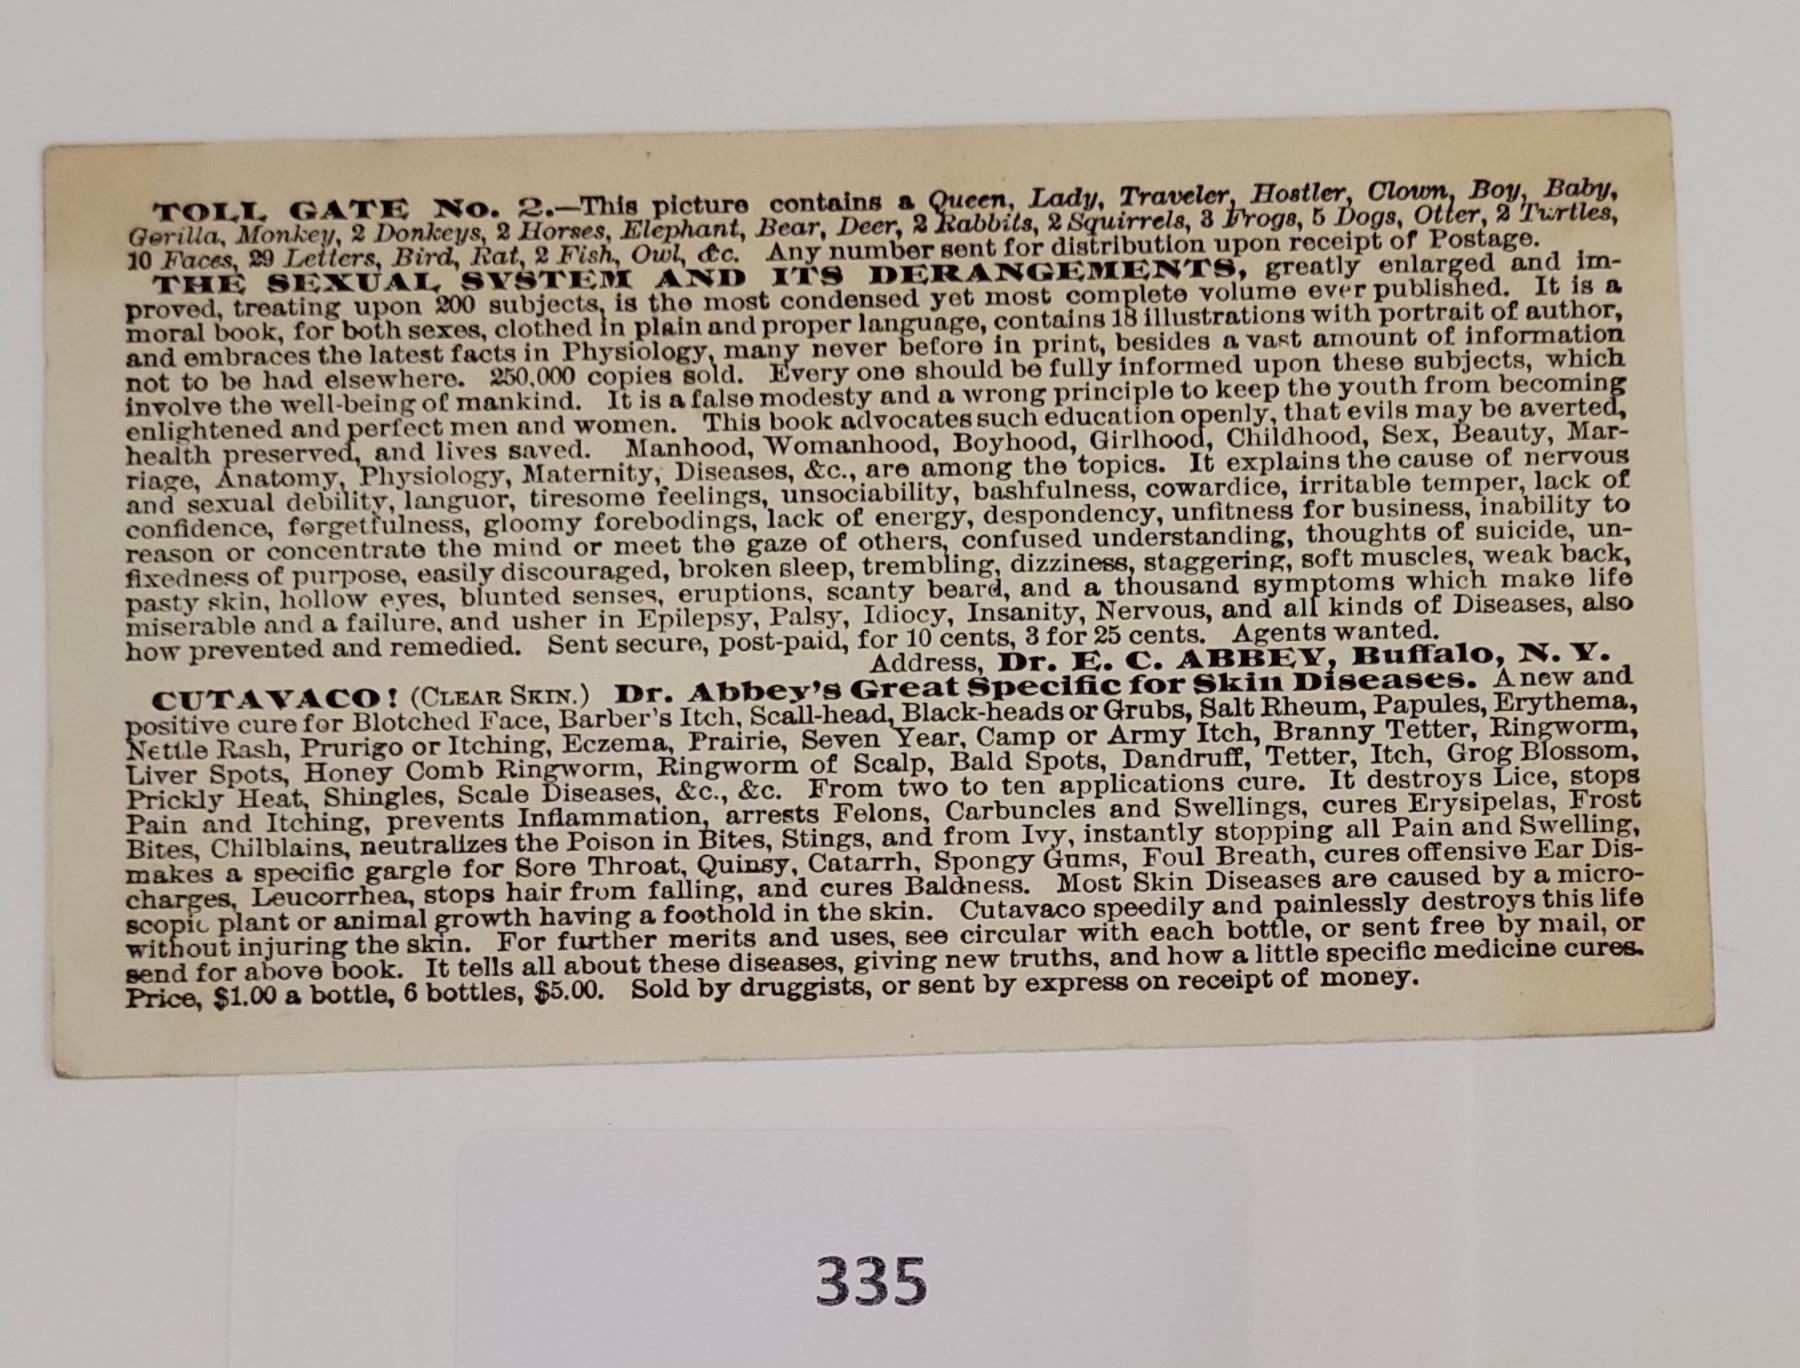 TOLL GATE No. 2.—This picture contains a Queen, Lady, Traveler, Hostler, Clown, Boy, Baby,
Gorilla, Monkey, 2 Donkeys, 2 Horses, Elephant, Bear, Deer, 2 Rabbits, 2 Squirrels, 3 Frogs, 5 Dogs, Otter, 2 Turtles,
10 Faces, 29 Letters, Bird, Rat, 2 Fish, Owl, &c. Any number sent for distribution upon receipt of Postage.
THE SEXUAL SYSTEM AND ITS DERANGEMENTS, greatly enlarged and im-
proved, treating upon 200 subjects, is the most condensed yet most complete volume ever published. It is a
moral book, for both sexes, clothed in plain and proper language, contains 18 illustrations with portrait of author,
and embraces the latest facts in Physiology, many never before in print, besides a vast amount of information
not to be had elsewhere. 250,000 copies sold. Every one should be fully informed upon these subjects, which
involve the well-being of mankind. It is a false modesty and a wrong principle to keep the youth from becoming
enlightened and perfect men and women. This book advocates such education openly, that evils may be averted,
health preserved, and lives saved. Manhood, Womanhood, Boyhood, Girlhood, Childhood, Sex, Beauty, Mar-
riage, Anatomy, Physiology, Maternity, Diseases, &c., are among the topics. It explains the cause of nervous
and sexual debility, languor, tiresome feelings, unsociability, bashfulness, cowardice, irritable temper, lack of
confidence, forgetfulness, gloomy forebodings, lack of energy, despondency, unfitness for business, inability to
reason or concentrate the mind or meet the gaze of others, confused understanding, thoughts of suicide, un-
fixedness of purpose, easily discouraged, broken sleep, trembling, dizziness, staggering, soft muscles, weak back,
pasty skin, hollow eyes, blunted senses, eruptions, scanty beard, and a thousand symptoms which make life
miserable and a failure, and usher in Epilepsy, Palsy, Idiocy, Insanity, Nervous, and all kinds of Diseases, also
how prevented and remedied. Sent secure, post-paid, for 10 cents, 3 for 25 cents. Agents wanted.
Address, Dr. E. C. ABBEY, Buffalo, N. Y.
CUTAVACO! (CLEAR SKIN.) Dr. Abbey's Great Specific for Skin Diseases. A new and
positive cure for Blotched Face, Barber's Itch, Scall-head, Black-heads or Grubs, Salt Rheum, Papules, Erythema,
Nettle Rash, Prurigo or Itching, Eczema, Prairie, Seven Year, Camp or Army Itch, Branny Tetter, Ringworm,
Liver Spots, Honey Comb Ringworm, Ringworm of Scalp, Bald Spots, Dandruff, Tetter, Itch, Grog Blossom,
Prickly Heat, Shingles, Scale Diseases, &c., &c. From two to ten applications cure. It destroys Lice, stops
Pain and Itching, prevents Inflammation, arrests Felons, Carbuncles and Swellings, cures Erysipelas, Frost
Bites, Chilblains, neutralizes the Poison in Bites, Stings, and from Ivy, instantly stopping all Pain and Swelling,
makes a specific gargle for Sore Throat, Quinsy, Catarrh, Spongy Gums, Foul Breath, cures offensive Ear Dis-
charges, Leucorrhea, stops hair from falling, and cures Baldness. Most Skin Diseases are caused by a micro-
scopic plant or animal growth having a foothold in the skin. Cutavaco speedily and painlessly destroys this life
without injuring the skin. For further merits and uses, see circular with each bottle, or sent free by mail, or
send for above book. It tells all about these diseases, giving new truths, and how a little specific medicine cures.
Price, $1.00 a bottle, 6 bottles, $5.00. Sold by druggists, or sent by express on receipt of money.
335